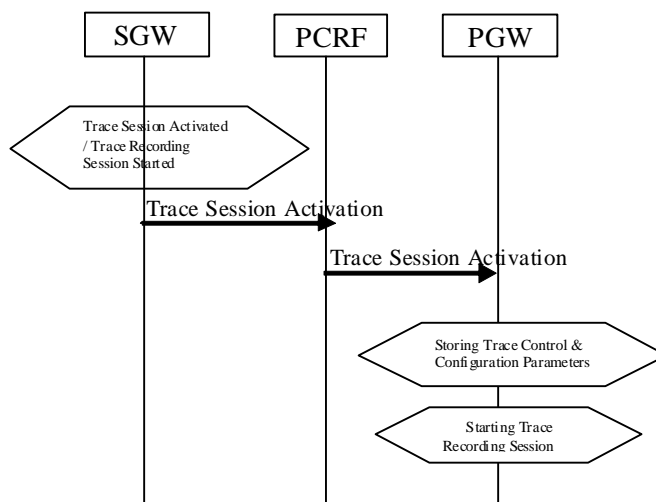 SGW
PCRF
PGW
Trace Session Activated
/ Trace Recording
Session Started
Trace Session Activation
Trace Session Activation
Storing Trace Control &
Configuration Parameters
Starting Trace
Recording Session